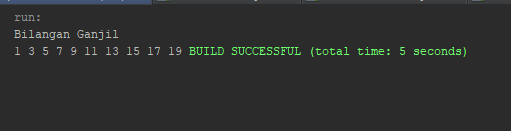 run:
Bilangan Ganjil
1 3 5 7 9 11 13 15 17 19 BUILD SUCCESSFUL (total time: 5 seconds)